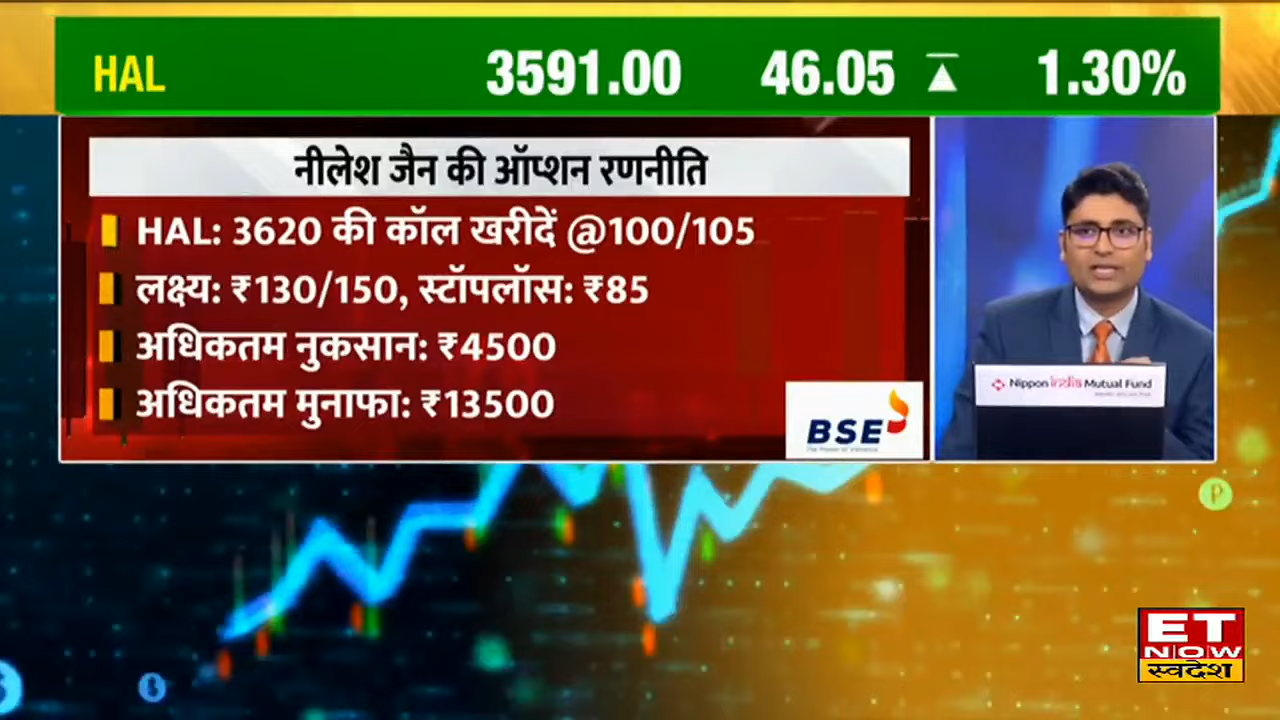 HAL 3591.00 46.05 1.30%
नीलेश जैन की ऑप्शन रणनीति
HAL: 3620 की कॉल खरीदें @100/105
लक्ष्य: ₹130/150, स्टॉपलॉस: ₹85
अधिकतम नुकसान: ₹4500
अधिकतम मुनाफा: ₹13500
BSE
Nippon india Mutual Fund
P
ET
NOW
स्वदेश